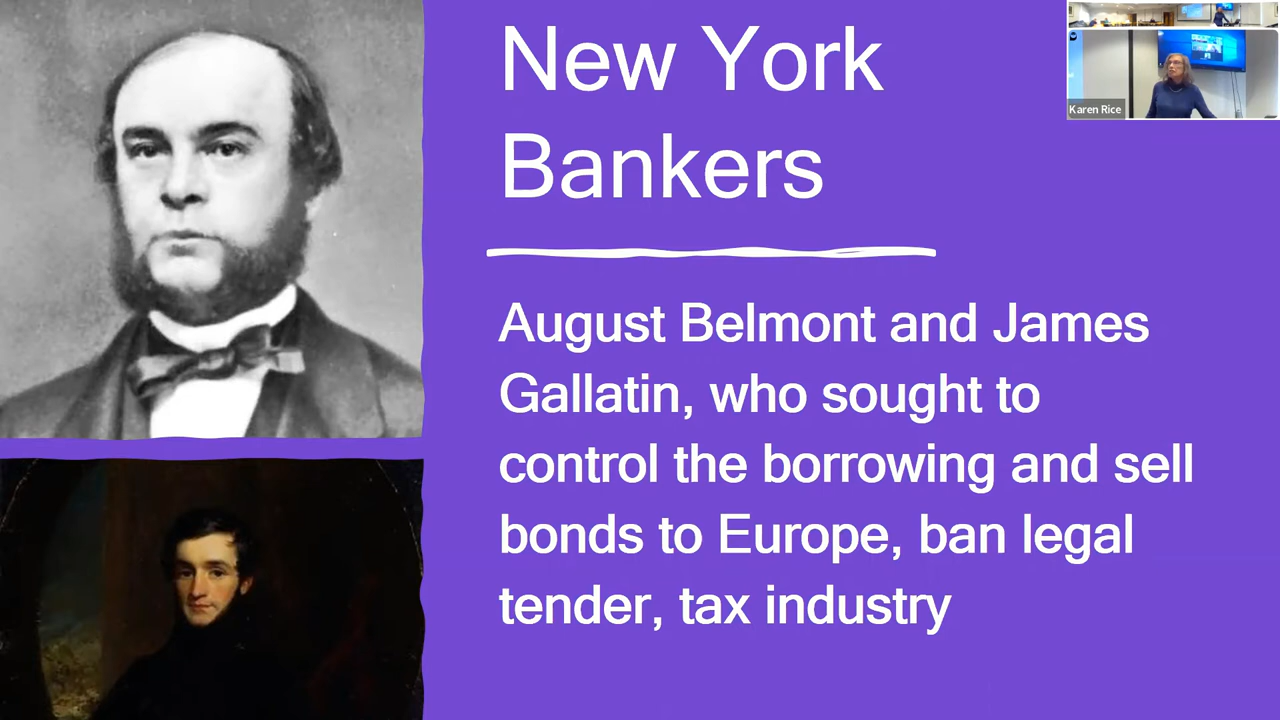 New York
Bankers
August Belmont and James
Gallatin, who sought to
control the borrowing and sell
bonds to Europe, ban legal
tender, tax industry
Karen Rice